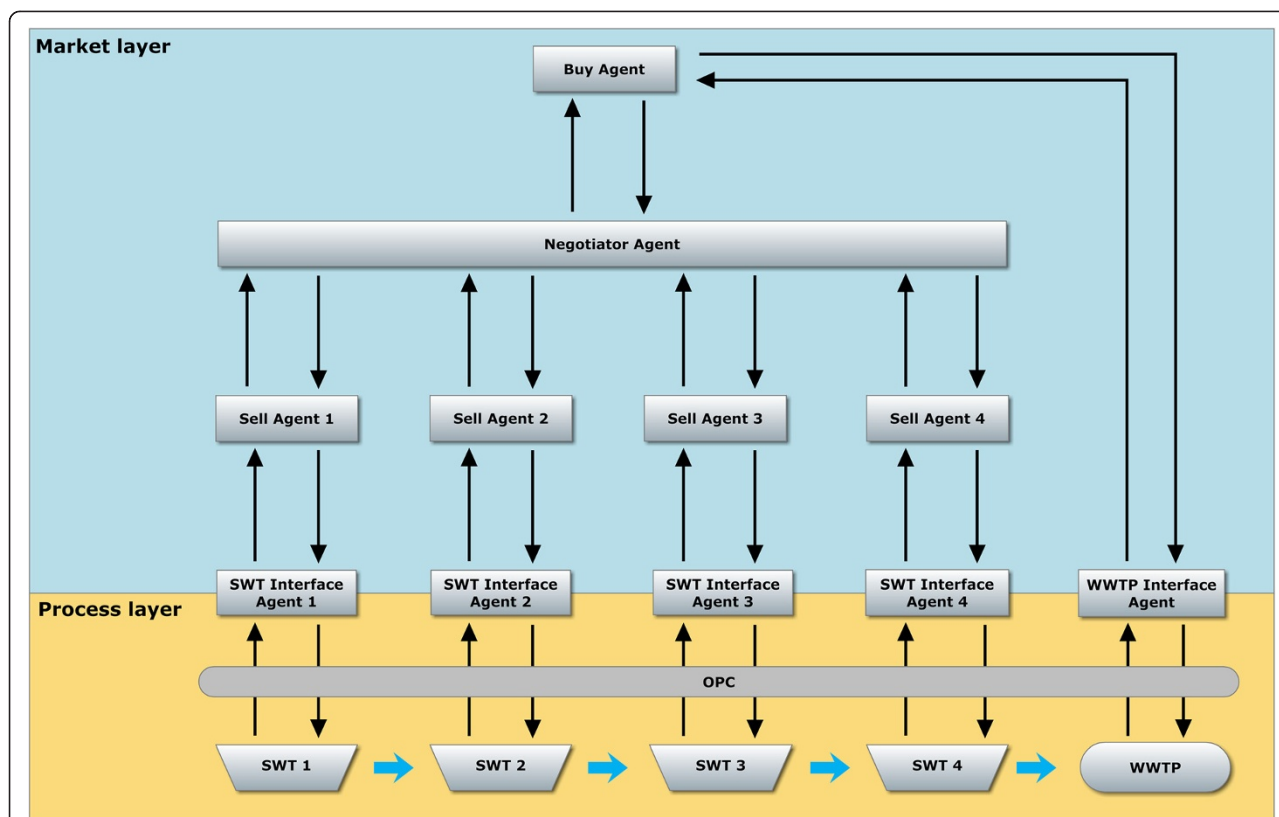 Market layer
Buy Agent
Negotiator Agent
Sell Agent 1
Sell Agent 2
Sell Agent 3
Sell Agent 4
SWT Interface
Agent 1
SWT Interface
Agent 2
SWT Interface
Agent 3
SWT Interface
Agent 4
WWTP Interface
Agent
Process layer
OPC
SWT 1
SWT 2
SWT 3
SWT 4
WWTP